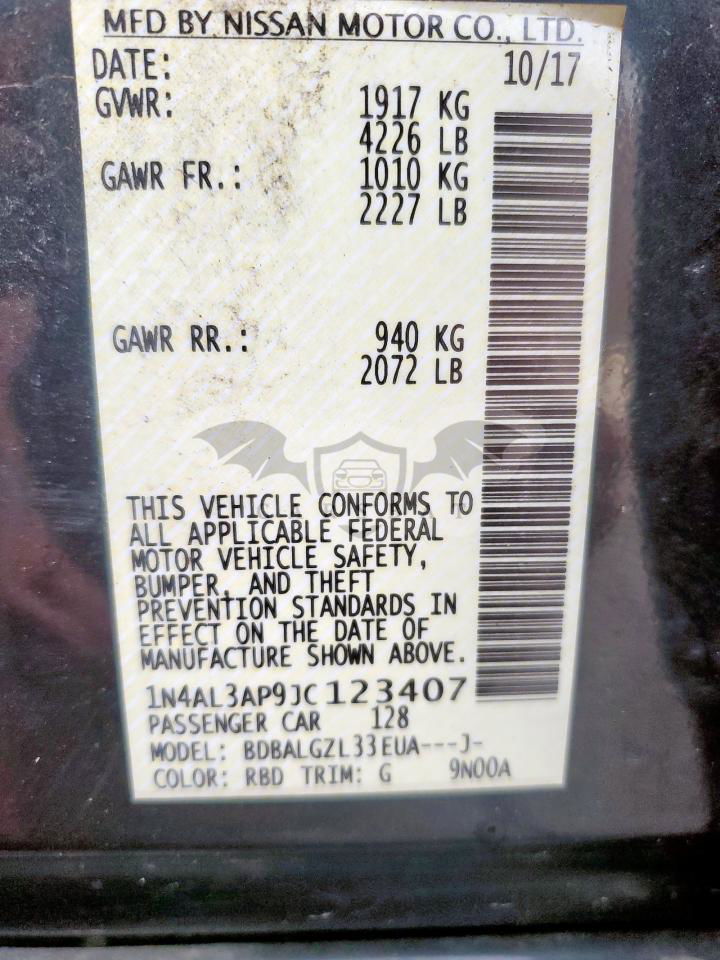 MFD BY NISSAN MOTOR CO., LTD.
DATE: 10/17
GVWR: 1917 KG
4226 LB
GAWR FR.: 1010 KG
2227 LB
GAWR RR.: 940 KG
2072 LB
THIS VEHICLE CONFORMS TO
ALL APPLICABLE FEDERAL
MOTOR VEHICLE SAFETY,
BUMPER, AND THEFT
PREVENTION STANDARDS IN
EFFECT ON THE DATE OF
MANUFACTURE SHOWN ABOVE.
1N4AL3AP9JC123407
PASSENGER CAR 128
MODEL: BDBALGZL33EUA---J-
COLOR: RBD TRIM: G 9N00A